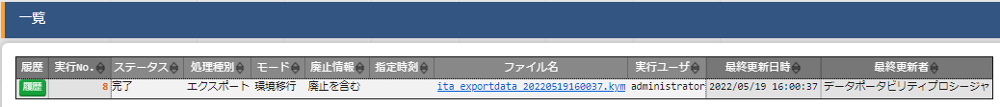 一覧
履歴 実行No. ステータス 処理種別 モード 廃止情報 指定時刻 ファイル名 実行ユーザ 最終更新日時 最終更新者
履歴 8 完了 エクスポート 環境移行 廃止を含む ita_exportdata_20220519160037.kym administrator 2022/05/19 16:00:37 データポータビリティプロシージャ